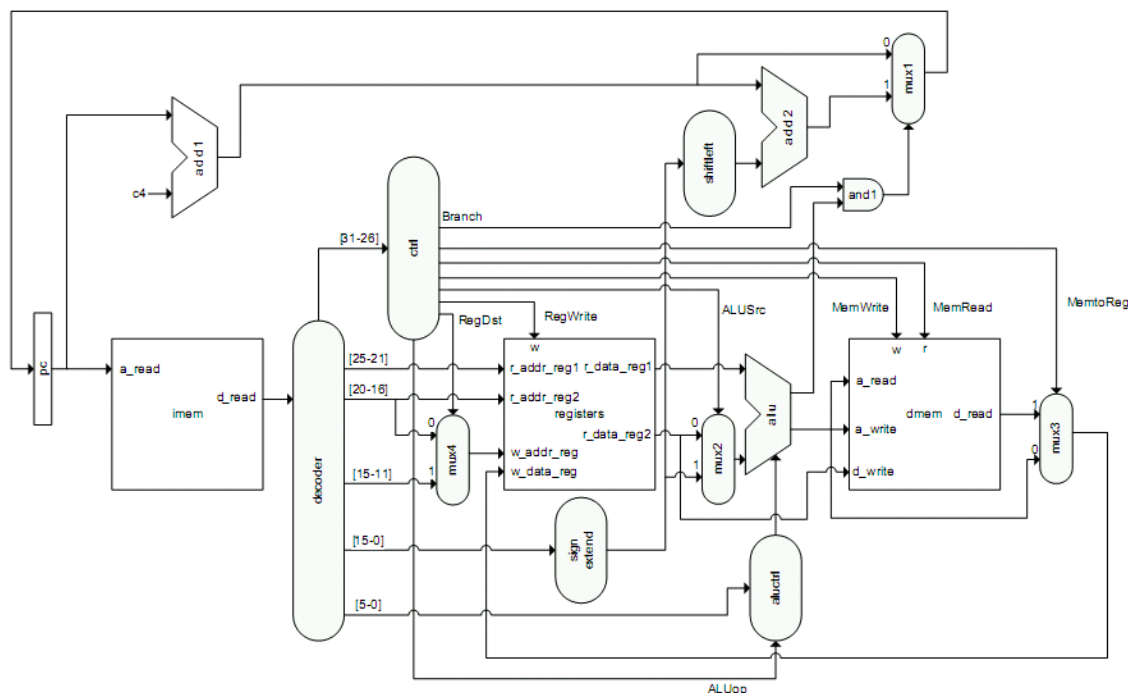 0
mux1
1
add 2
shiftleft
add1
c4
and1
Branch
[31-26]
ctrl
RegDst
RegWrite
ALUSrc
MemWrite
MemRead
MemtoReg
pc
a_read
d_read
imem
decoder
[25-21]
[20-16]
[15-11]
[15-0]
[5-0]
0
mux4
1
w
r_addr_reg1
r_data_reg1
r_addr_reg2
registers
r_data_reg2
w_addr_reg
w_data_reg
sign
extend
0
mux2
1
alu
aluctrl
w
r
a_read
dmem
d_read
a_write
d_write
1
mux3
0
ALUop